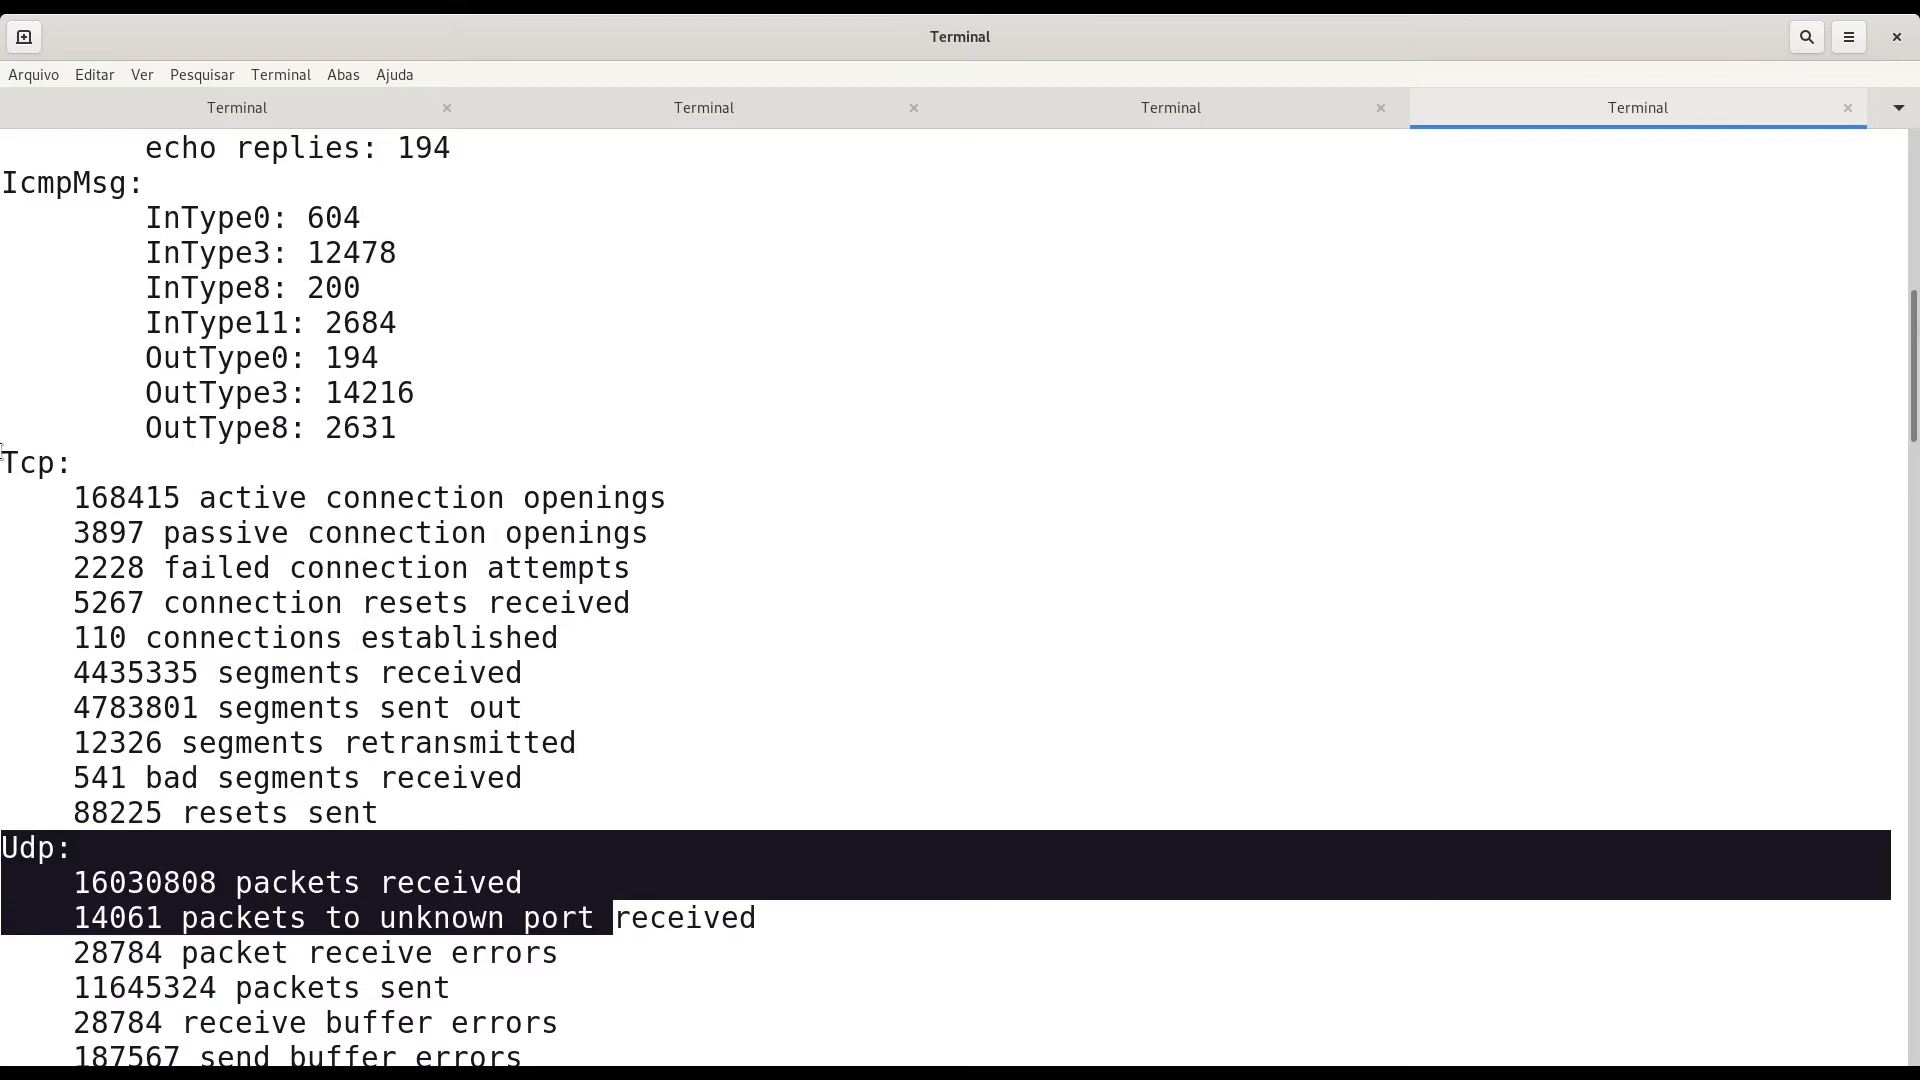 Terminal
Arquivo Editar Ver Pesquisar Terminal Abas Ajuda
Terminal Terminal Terminal Terminal
echo replies: 194
IcmpMsg:
InType0: 604
InType3: 12478
InType8: 200
InType11: 2684
OutType0: 194
OutType3: 14216
OutType8: 2631
Tcp:
168415 active connection openings
3897 passive connection openings
2228 failed connection attempts
5267 connection resets received
110 connections established
4435335 segments received
4783801 segments sent out
12326 segments retransmitted
541 bad segments received
88225 resets sent
Udp:
16030808 packets received
14061 packets to unknown port received
28784 packet receive errors
11645324 packets sent
28784 receive buffer errors
187567 send buffer errors